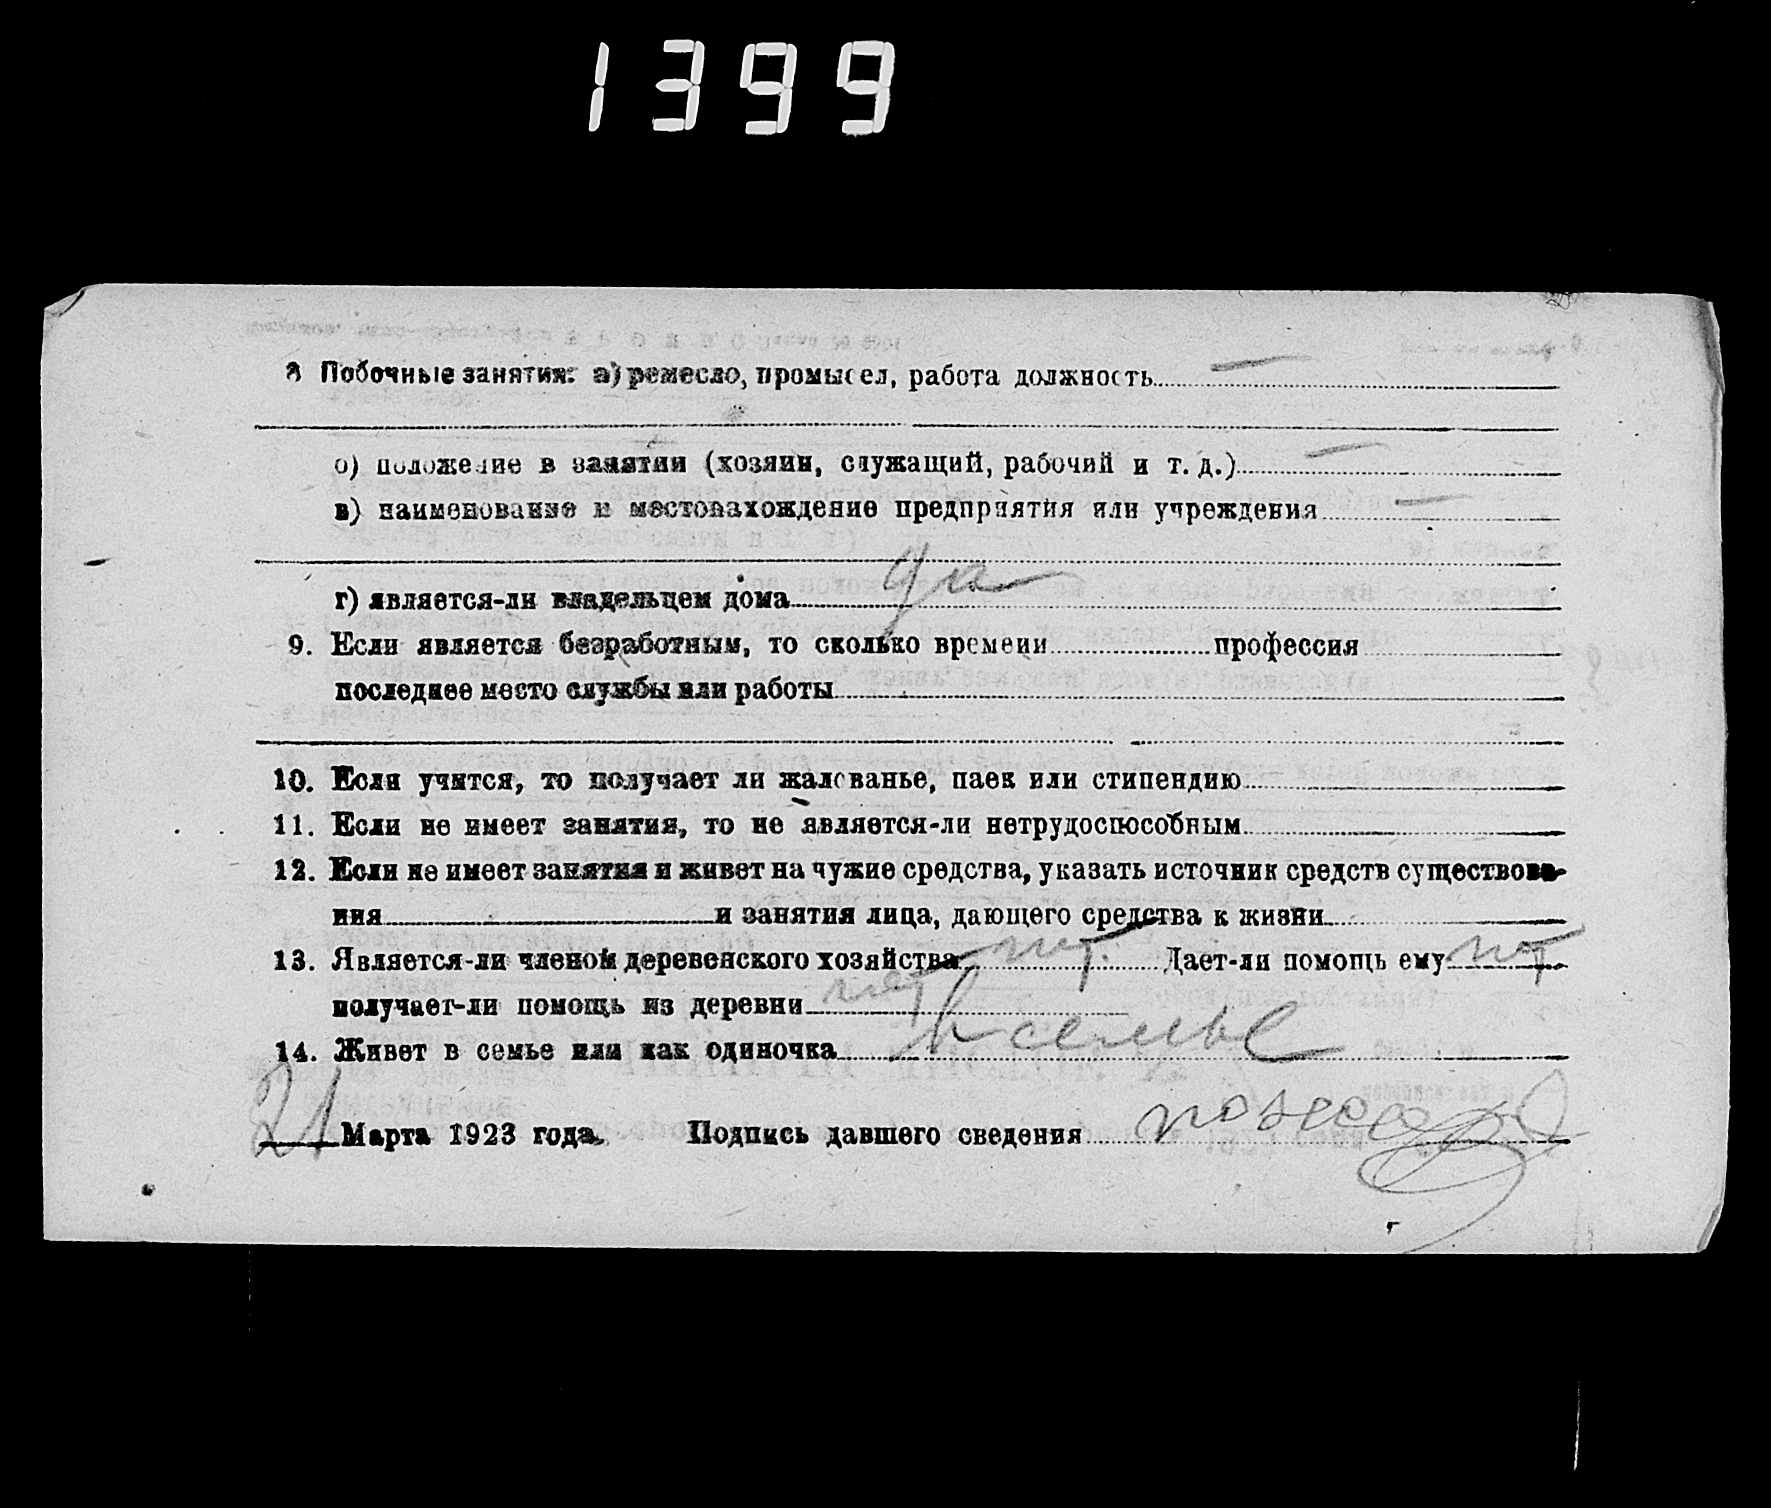 1399
8 Побочные занятия: а) ремесло, промысел, работа должность —
б) положение в занятии (хозяин, служащий, рабочий и т. д.) —
в) наименование и местонахождение предприятия или учреждения —
г) является-ли владельцем дома да
9. Если является безработным, то сколько времени профессия
последнее место службы или работы
10. Если учится, то получает ли жалованье, паек или стипендию
11. Если не имеет занятия, то не является-ли нетрудоспособным
12. Если не имеет занятия и живет на чужие средства, указать источник средств существова-
ния и занятия лица, дающего средства к жизни
13. Является-ли членом деревенского хозяйства нет. Дает-ли помощь ему нет
получает-ли помощь из деревни нет
14. Живет в семье или как одиночка в семье
21 Марта 1923 года. Подпись давшего сведения